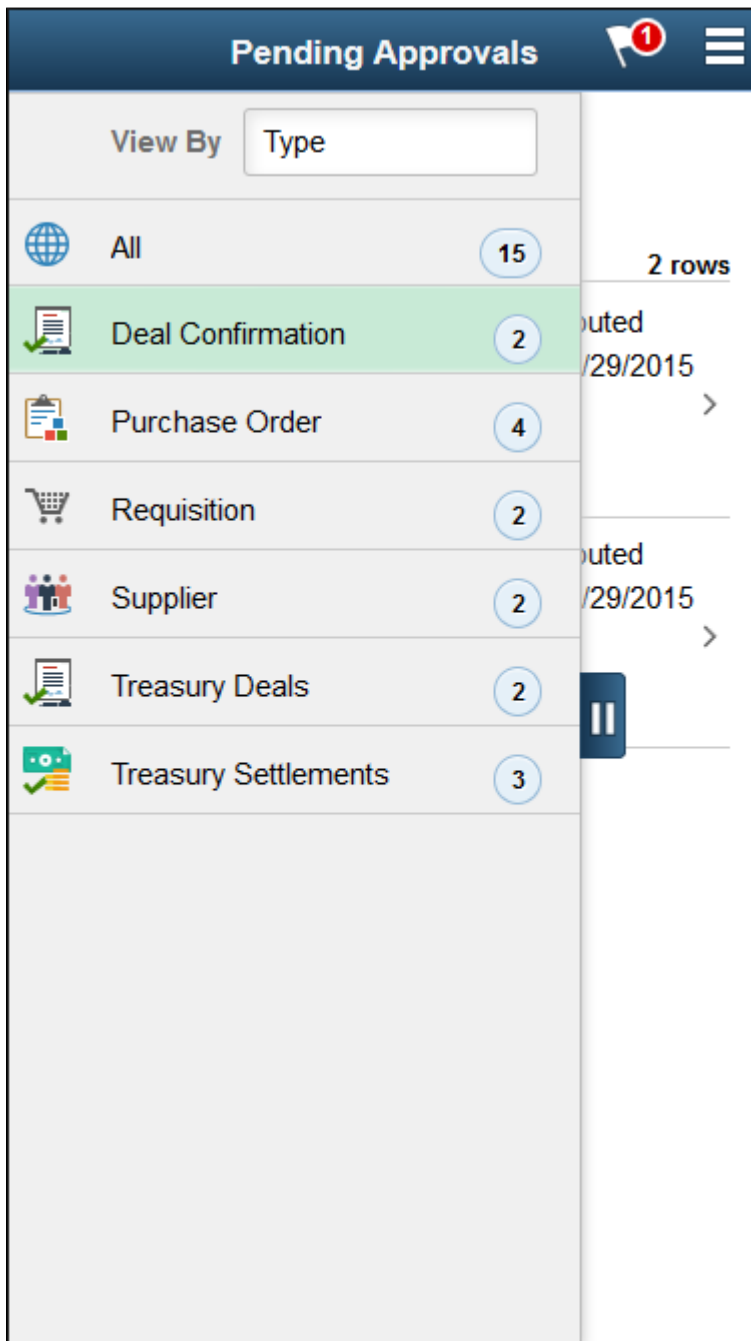 Pending Approvals 1
View By Type
All 15
2 rows
Deal Confirmation 2
/29/2015
Purchase Order 4
Requisition 2
Supplier 2
/29/2015
Treasury Deals 2
Treasury Settlements 3